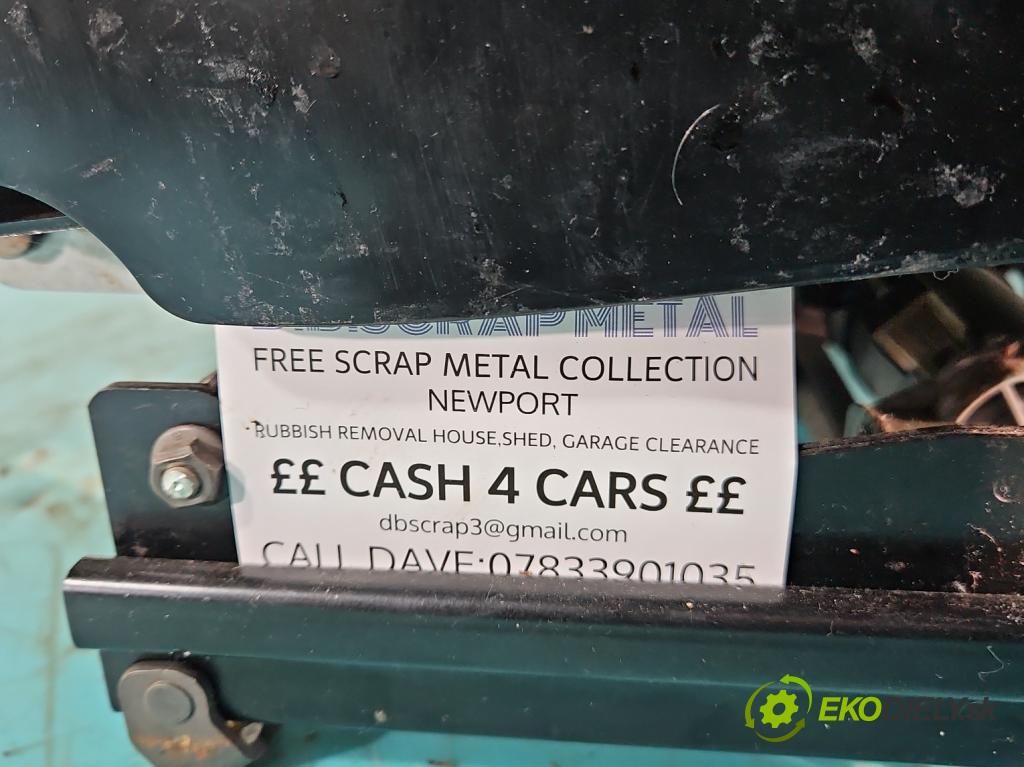 D.B.SCRAP METAL
FREE SCRAP METAL COLLECTION
NEWPORT
RUBBISH REMOVAL HOUSE,SHED, GARAGE CLEARANCE
££ CASH 4 CARS ££
dbscrap3@gmail.com
CALL DAVE:07833901035
EKODIELY.sk